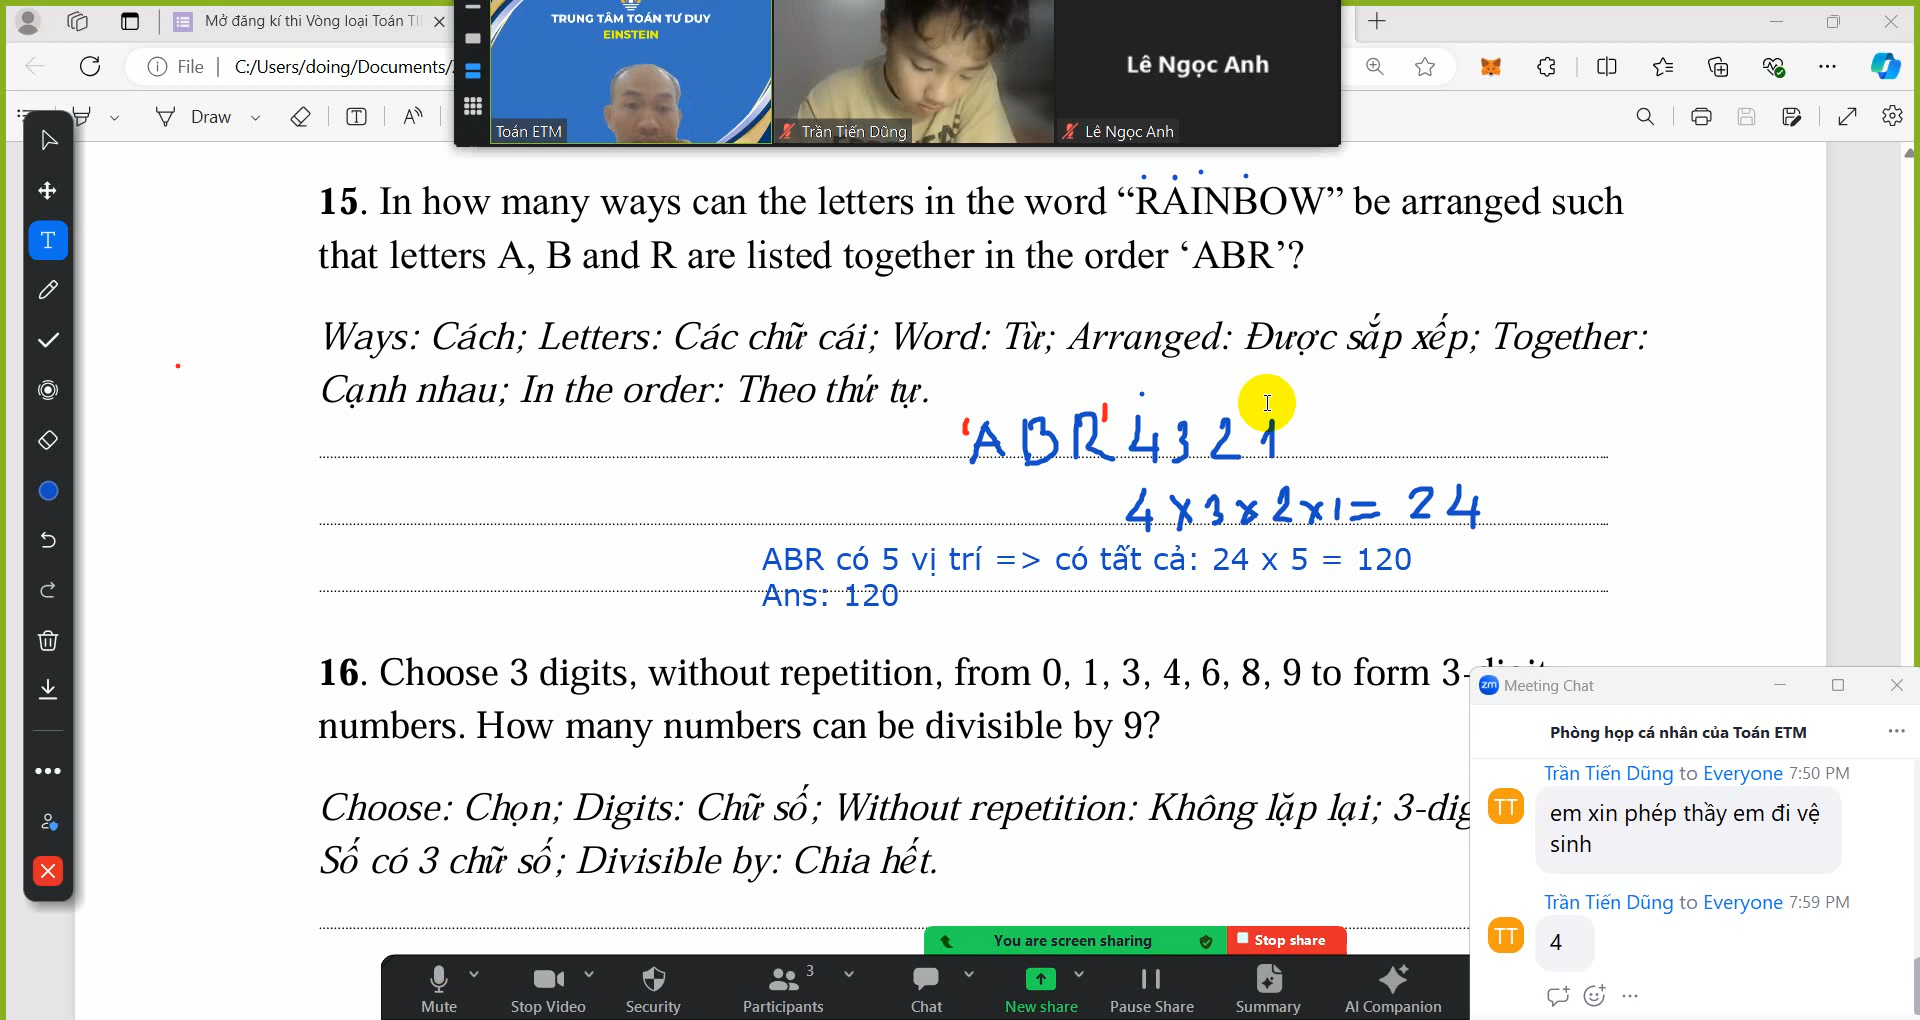 Mở đăng kí thi Vòng loại Toán TI
File
C:/Users/doing/Documents/
Draw
TRUNG TÂM TOÁN TƯ DUY
EINSTEIN
Toán ETM
Trần Tiến Dũng
Lê Ngọc Anh
Lê Ngọc Anh
15. In how many ways can the letters in the word “RAINBOW” be arranged such
that letters A, B and R are listed together in the order ‘ABR’?
Ways: Cách; Letters: Các chữ cái; Word: Từ; Arranged: Được sắp xếp; Together:
Cạnh nhau; In the order: Theo thứ tự.
'ABR' 4 3 2 1
4 x 3 x 2 x 1 = 24
ABR có 5 vị trí => có tất cả: 24 x 5 = 120
Ans: 120
16. Choose 3 digits, without repetition, from 0, 1, 3, 4, 6, 8, 9 to form 3-digit
numbers. How many numbers can be divisible by 9?
Choose: Chọn; Digits: Chữ số; Without repetition: Không lặp lại; 3-dig
Số có 3 chữ số; Divisible by: Chia hết.
zm Meeting Chat
Phòng họp cá nhân của Toán ETM
Trần Tiến Dũng to Everyone 7:50 PM
TT
em xin phép thầy em đi vệ
sinh
Trần Tiến Dũng to Everyone 7:59 PM
TT
4
You are screen sharing
Stop share
Mute
Stop Video
Security
Participants
3
Chat
New share
Pause Share
Summary
AI Companion